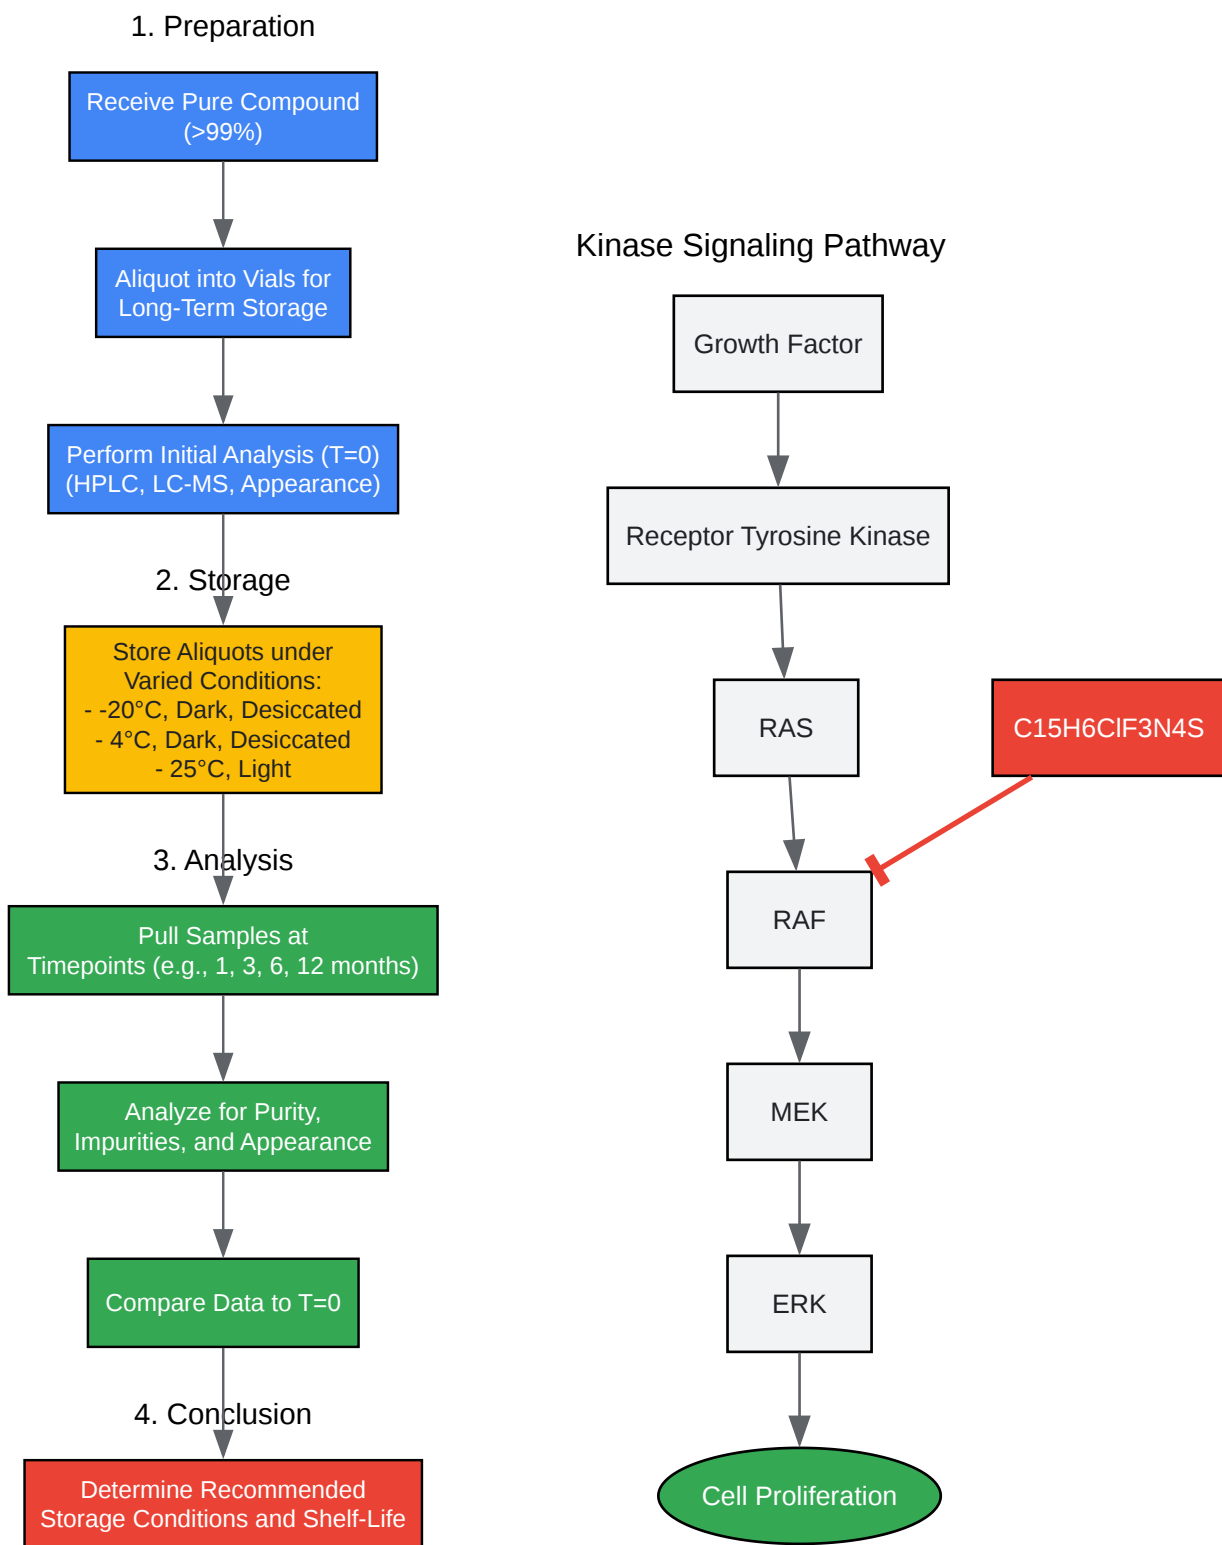 1. Preparation
Receive Pure Compound
(>99%)
Aliquot into Vials for
Long-Term Storage
Perform Initial Analysis (T=0)
(HPLC, LC-MS, Appearance)
2. Storage
Store Aliquots under
Varied Conditions:
- -20°C, Dark, Desiccated
- 4°C, Dark, Desiccated
- 25°C, Light
3. Analysis
Pull Samples at
Timepoints (e.g., 1, 3, 6, 12 months)
Analyze for Purity,
Impurities, and Appearance
Compare Data to T=0
4. Conclusion
Determine Recommended
Storage Conditions and Shelf-Life
Kinase Signaling Pathway
Growth Factor
Receptor Tyrosine Kinase
RAS
C15H6ClF3N4S
RAF
MEK
ERK
Cell Proliferation